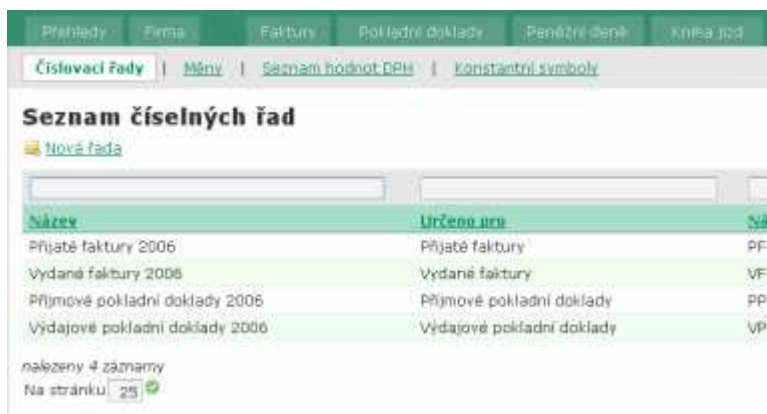 Přehledy Firma Faktury Pokladní doklady Peněžní deník Kniha jízd
Číslovací řady | Měny | Seznam hodnot DPH | Konstantní symboly
Seznam číselných řad
Nová řada
Název Určeno pro
Přijaté faktury 2006 Přijaté faktury PF
Vydané faktury 2006 Vydané faktury VF
Příjmové pokladní doklady 2006 Příjmové pokladní doklady PP
Výdajové pokladní doklady 2006 Výdajové pokladní doklady VP
nalezeny 4 záznamy
Na stránku 25